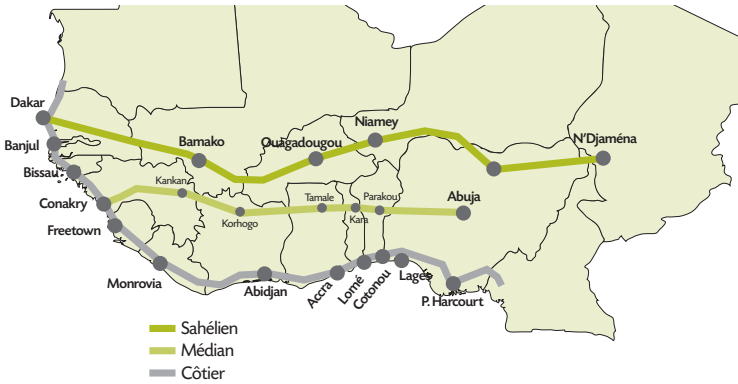 Dakar
Niamey
Bamako
Ouagadougou
N'Djaména
Banjul
Bissau
Kankan
Conakry
Korhogo
Tamale
Kara
Parakou
Abuja
Freetown
Monrovia
Abidjan
Accra
Lomé
Cotonou
Lages
P. Harcourt
Sahélien
Médian
Côtier